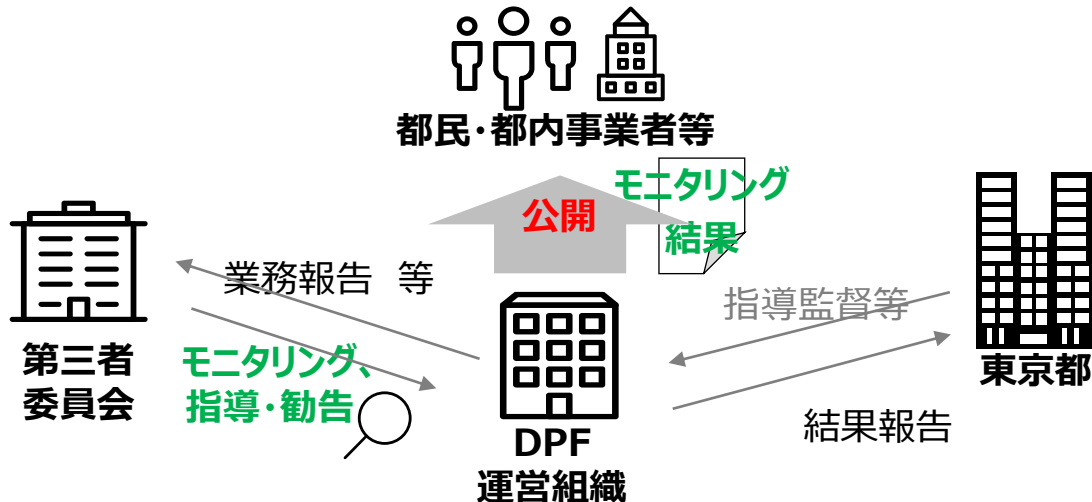 都民・都内事業者等
モニタリング
結果
公開
業務報告 等
指導監督等
第三者
委員会
モニタリング、
指導・勧告
東京都
結果報告
DPF
運営組織